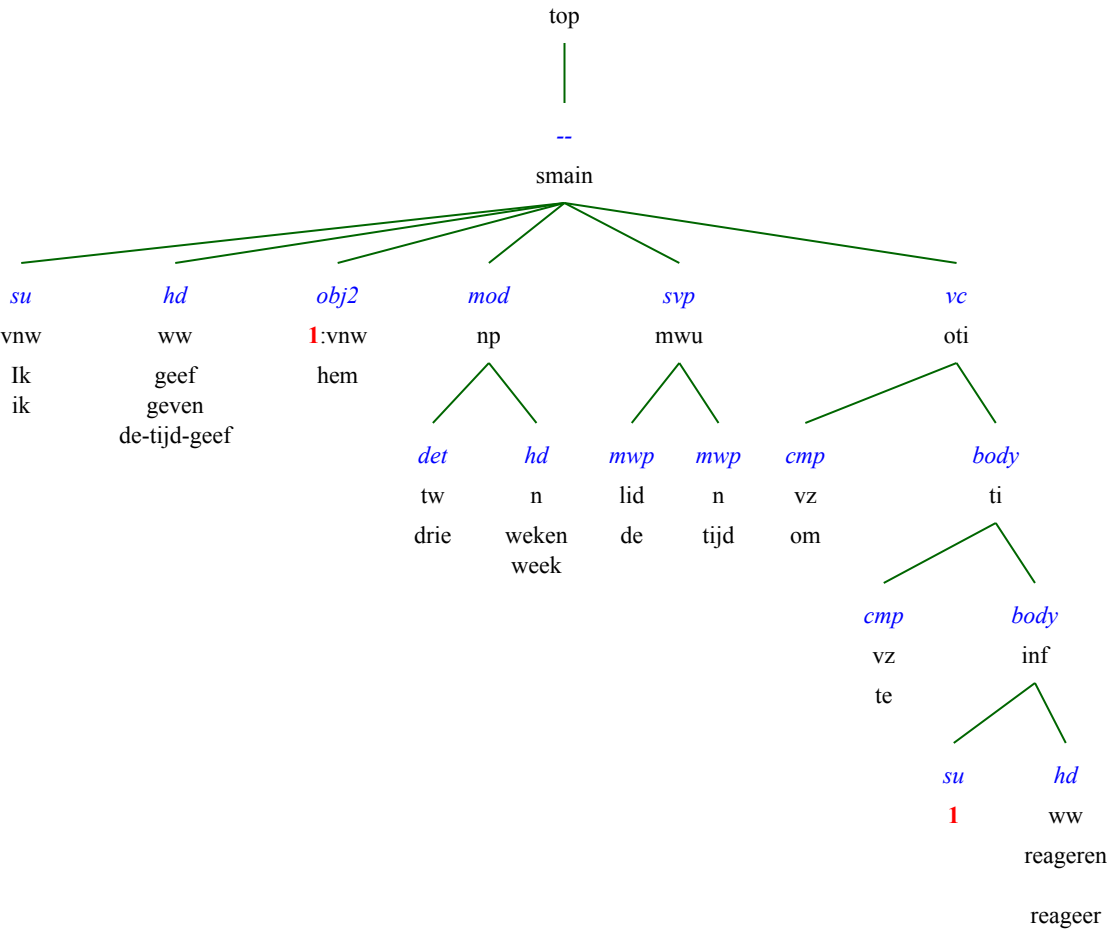 top
--
smain
su hd obj2 mod svp vc
vnw ww 1:vnw np mwu oti
Ik geef hem
ik geven
de-tijd-geef
det hd mwp mwp cmp body
tw n lid n vz ti
drie weken de tijd om
week
cmp body
vz inf
te
su hd
1 ww
reageren
reageer